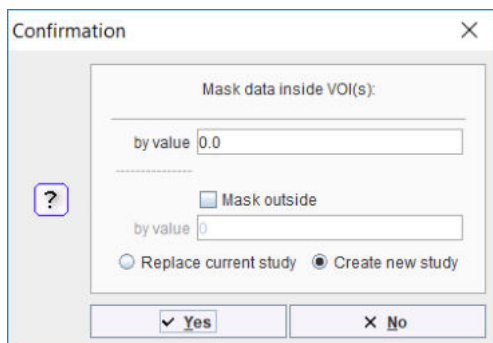 Confirmation
Mask data inside VOI(s):
by value 0.0
Mask outside
by value 0
Replace current study Create new study
Yes No